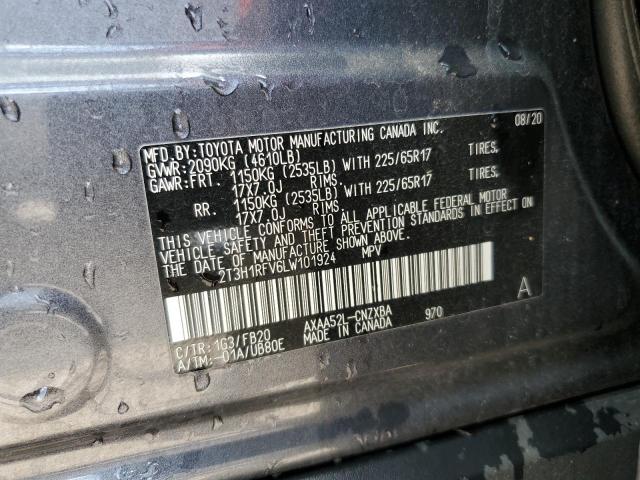 MFD.BY:TOYOTA MOTOR MANUFACTURING CANADA INC. 08/20
GVWR:2090KG (4610LB)
GAWR:FRT. 1150KG (2535LB) WITH 225/65R17 TIRES.
17X7.0J RIMS
RR. 1150KG (2535LB) WITH 225/65R17 TIRES.
17X7.0J RIMS
THIS VEHICLE CONFORMS TO ALL APPLICABLE FEDERAL MOTOR
VEHICLE SAFETY AND THEFT PREVENTION STANDARDS IN EFFECT ON
THE DATE OF MANUFACTURE SHOWN ABOVE.
2T3H1RFV6LW101924 MPV
A
C/TR: 1G3/FB20 AXAA52L-CNZXBA 970
A/TM:-01A/UB80E MADE IN CANADA